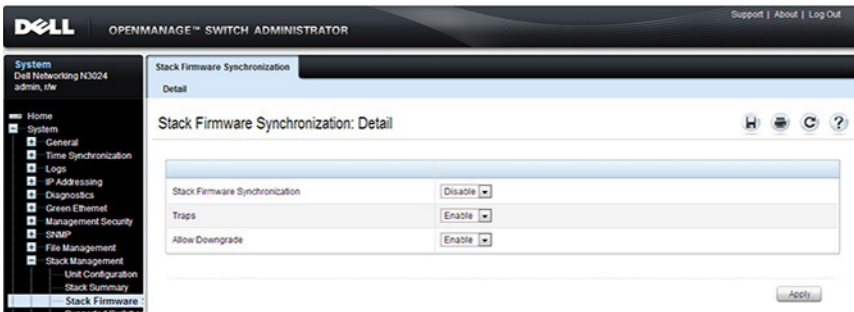 DELL OPENMANAGE™ SWITCH ADMINISTRATOR
Support | About | Log Out
System
Dell Networking N3024
admin, r/w
Home
System
General
Time Synchronization
Logs
IP Addressing
Diagnostics
Green Ethernet
Management Security
SNMP
File Management
Stack Management
Unit Configuration
Stack Summary
Stack Firmware
Stack Firmware Synchronization
Detail
Stack Firmware Synchronization: Detail
Stack Firmware Synchronization Disable
Traps Enable
Allow Downgrade Enable
Apply